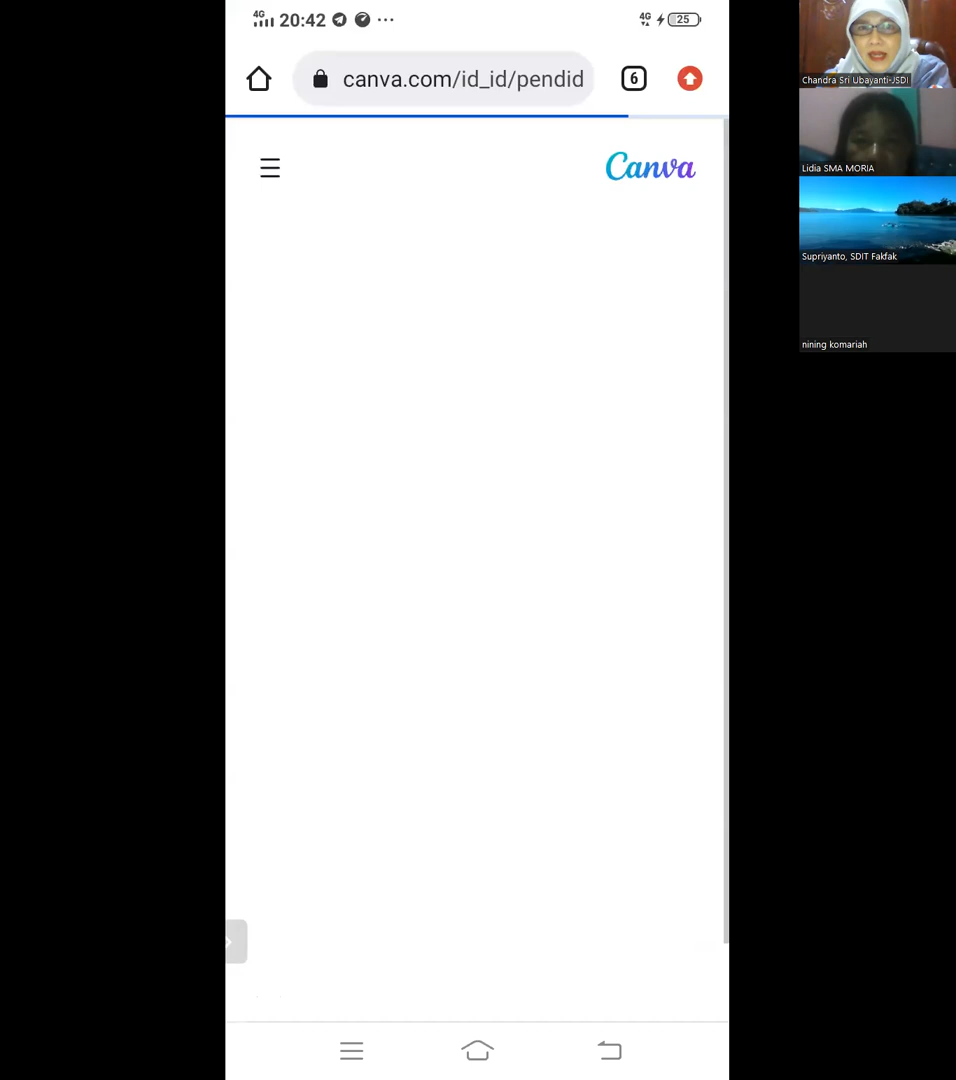 4G 20:42 ... 4G 25
canva.com/id_id/pendid 6
Canva
Chandra Sri Ubayanti-JSDI
Lidia SMA MORIA
Supriyanto, SDIT Fakfak
nining komariah